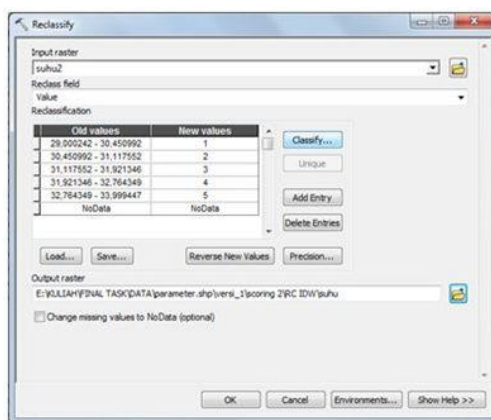 Reclassify
Input raster
suhu2
Reclass field
Value
Reclassification
Old values New values
29,000242 - 30,450992 1
30,450992 - 31,117552 2
31,117552 - 31,921346 3
31,921346 - 32,764349 4
32,764349 - 33,999447 5
NoData NoData
Classify...
Unique
Add Entry
Delete Entries
Load... Save... Reverse New Values Precision...
Output raster
E:\KULIAH\FINAL TASK\DATA\parameter.shp\versi_1\scoring 2\RC IDW\suhu
Change missing values to NoData (optional)
OK Cancel Environments... Show Help >>